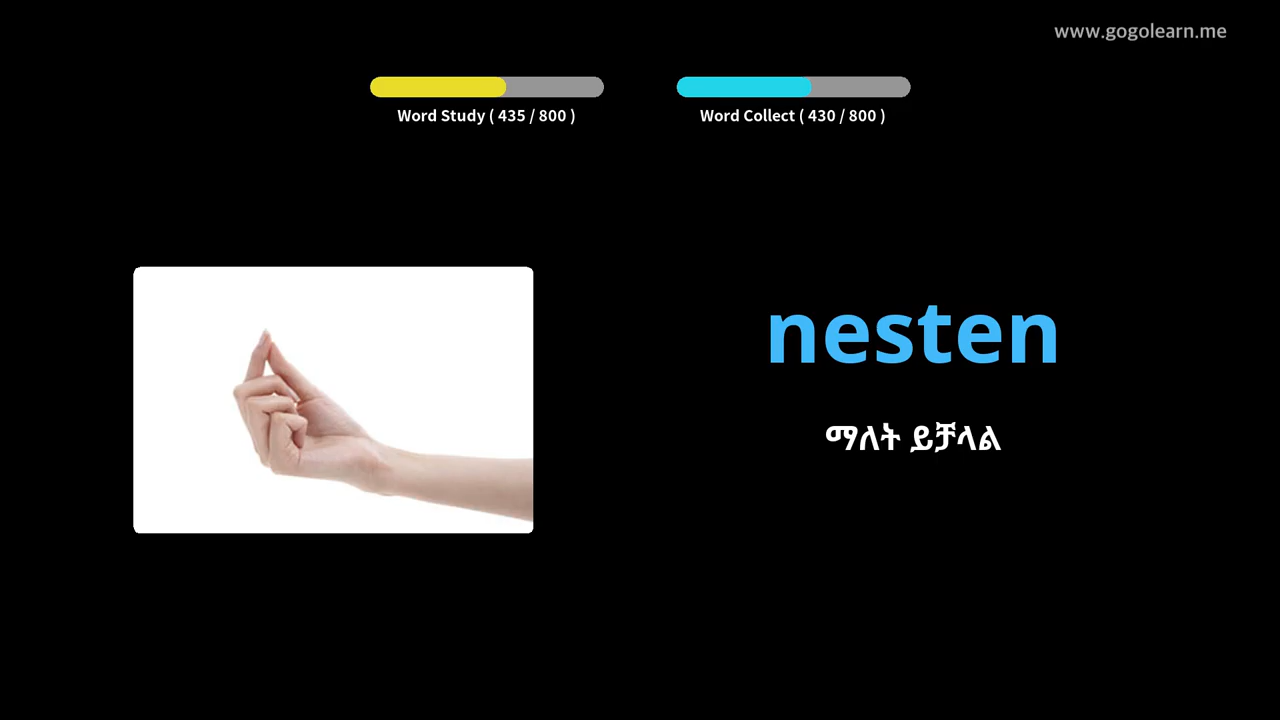 www.gogolearn.me
Word Study ( 435 / 800 )
Word Collect ( 430 / 800 )
nesten
ማለት ይቻላል